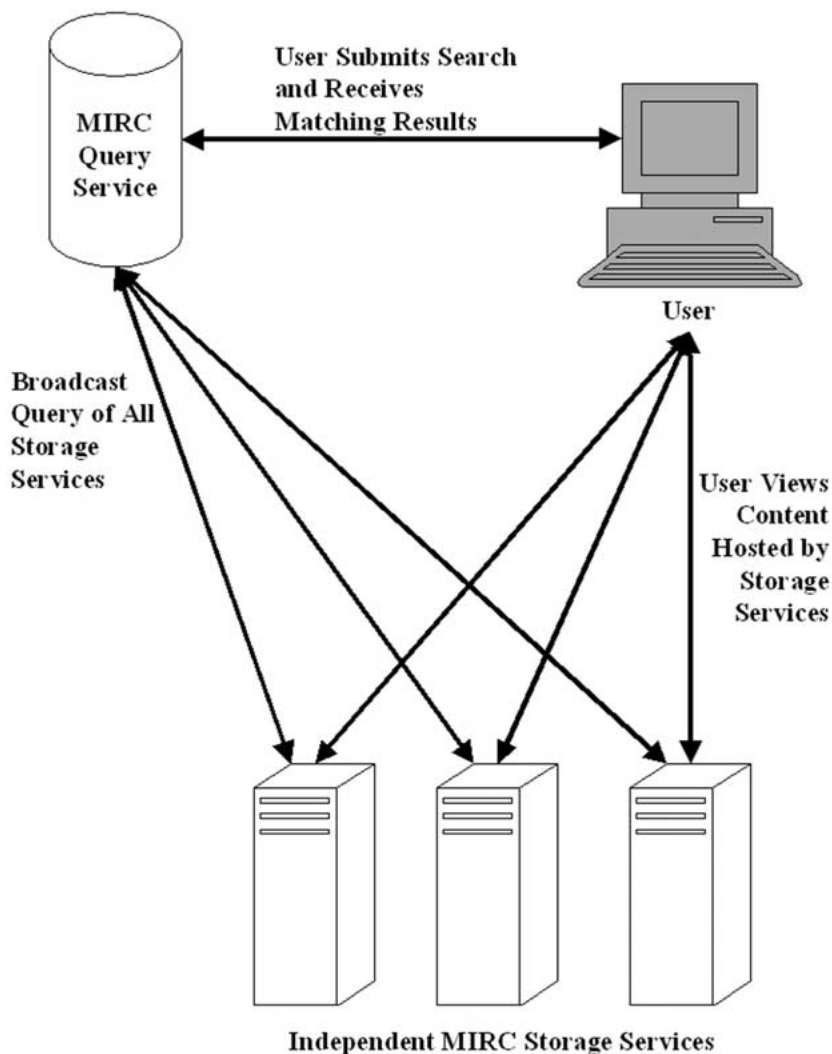 User Submits Search
and Receives
Matching Results
MIRC
Query
Service
User
Broadcast
Query of All
Storage
Services
User Views
Content
Hosted by
Storage
Services
Independent MIRC Storage Services